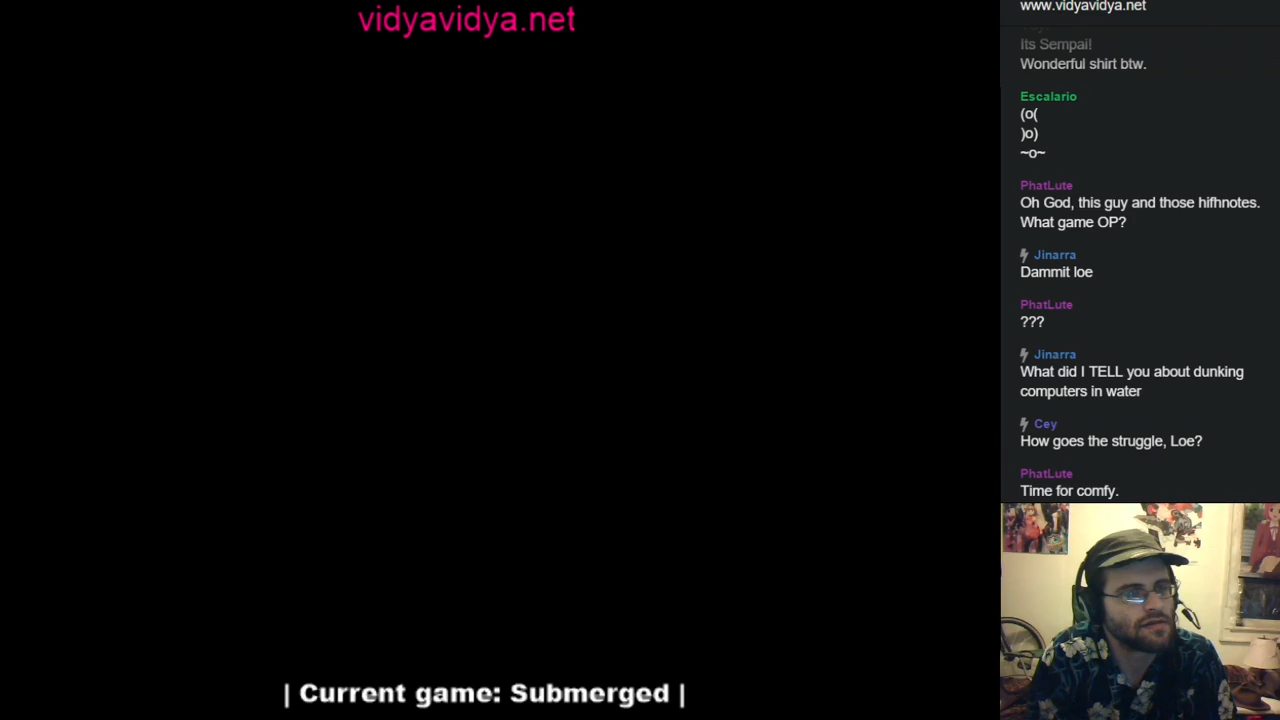 vidyavidya.net
www.vidyavidya.net
Its Sempai!
Wonderful shirt btw.
Escalario
(o(
)o)
~o~
PhatLute
Oh God, this guy and those hifhnotes.
What game OP?
Jinarra
Dammit loe
PhatLute
???
Jinarra
What did I TELL you about dunking
computers in water
Cey
How goes the struggle, Loe?
PhatLute
Time for comfy.
| Current game: Submerged |